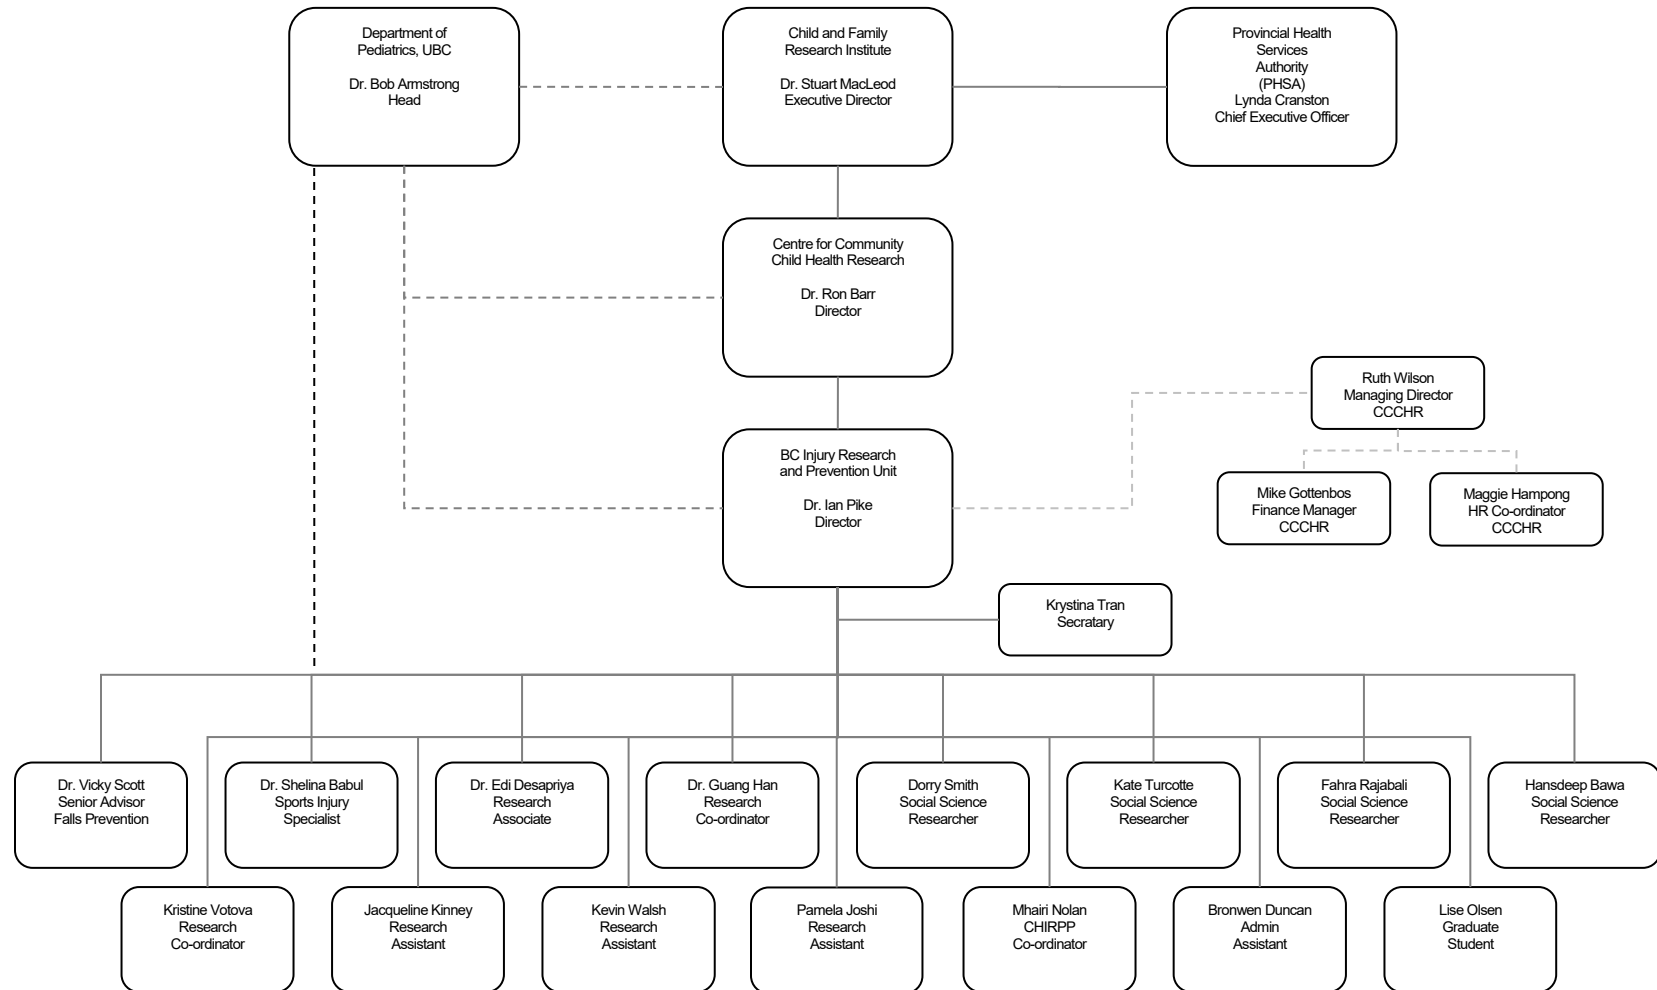 Department of
Pediatrics, UBC
Dr. Bob Armstrong
Head
Child and Family
Research Institute
Dr. Stuart MacLeod
Executive Director
Provincial Health
Services
Authority
(PHSA)
Lynda Cranston
Chief Executive Officer
Centre for Community
Child Health Research
Dr. Ron Barr
Director
Ruth Wilson
Managing Director
CCCHR
BC Injury Research
and Prevention Unit
Dr. Ian Pike
Director
Mike Gottenbos
Finance Manager
CCCHR
Maggie Hampong
HR Co-ordinator
CCCHR
Krystina Tran
Secratary
Dr. Vicky Scott
Senior Advisor
Falls Prevention
Dr. Shelina Babul
Sports Injury
Specialist
Dr. Edi Desapriya
Research
Associate
Dr. Guang Han
Research
Co-ordinator
Dorry Smith
Social Science
Researcher
Kate Turcotte
Social Science
Researcher
Fahra Rajabali
Social Science
Researcher
Hansdeep Bawa
Social Science
Researcher
Kristine Votova
Research
Co-ordinator
Jacqueline Kinney
Research
Assistant
Kevin Walsh
Research
Assistant
Pamela Joshi
Research
Assistant
Mhairi Nolan
CHIRPP
Co-ordinator
Bronwen Duncan
Admin
Assistant
Lise Olsen
Graduate
Student